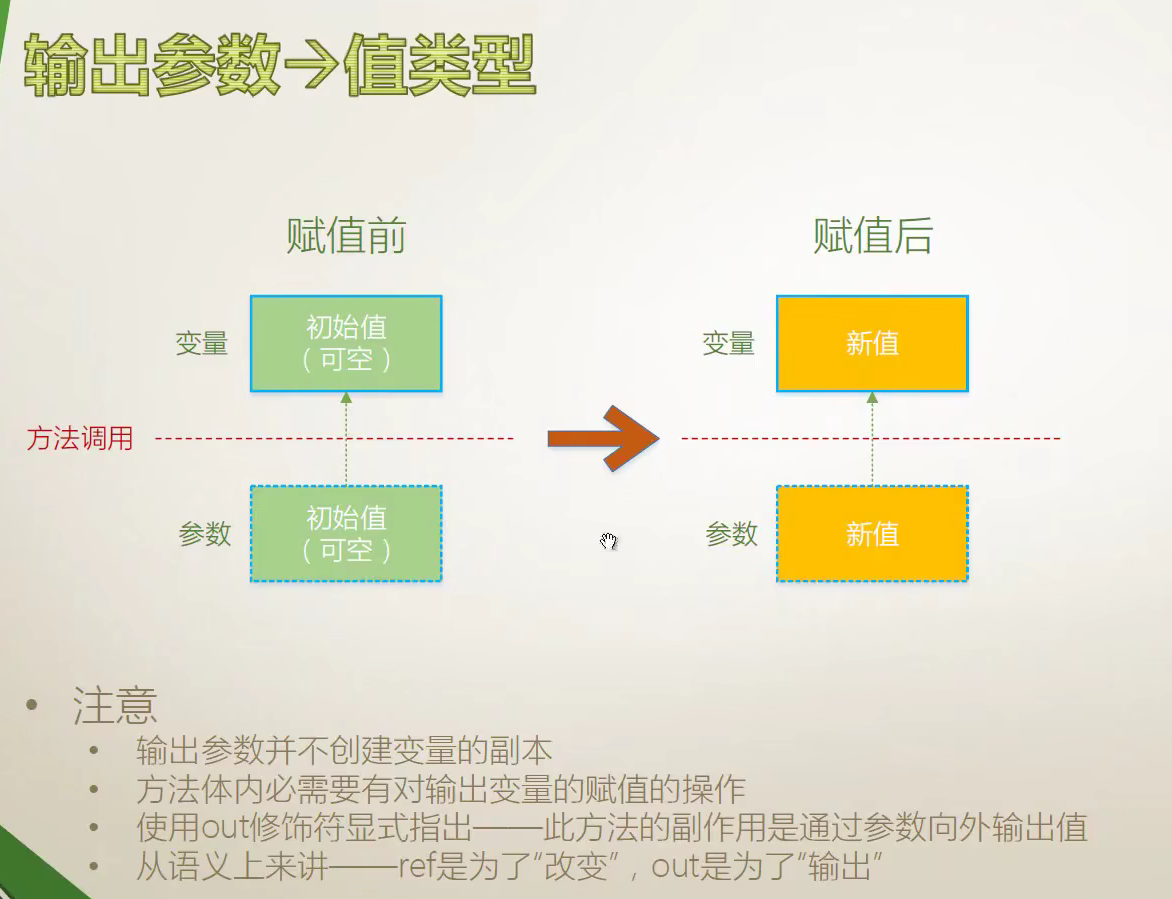 输出参数→值类型
赋值前
赋值后
变量
初始值
（可空）
变量
新值
方法调用
参数
初始值
（可空）
参数
新值
• 注意
• 输出参数并不创建变量的副本
• 方法体内必需要有对输出变量的赋值的操作
• 使用out修饰符显式指出——此方法的副作用是通过参数向外输出值
• 从语义上来讲——ref是为了“改变”，out是为了“输出”